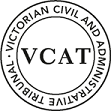 VICTORIAN CIVIL AND ADMINISTRATIVE TRIBUNAL ·
VCAT